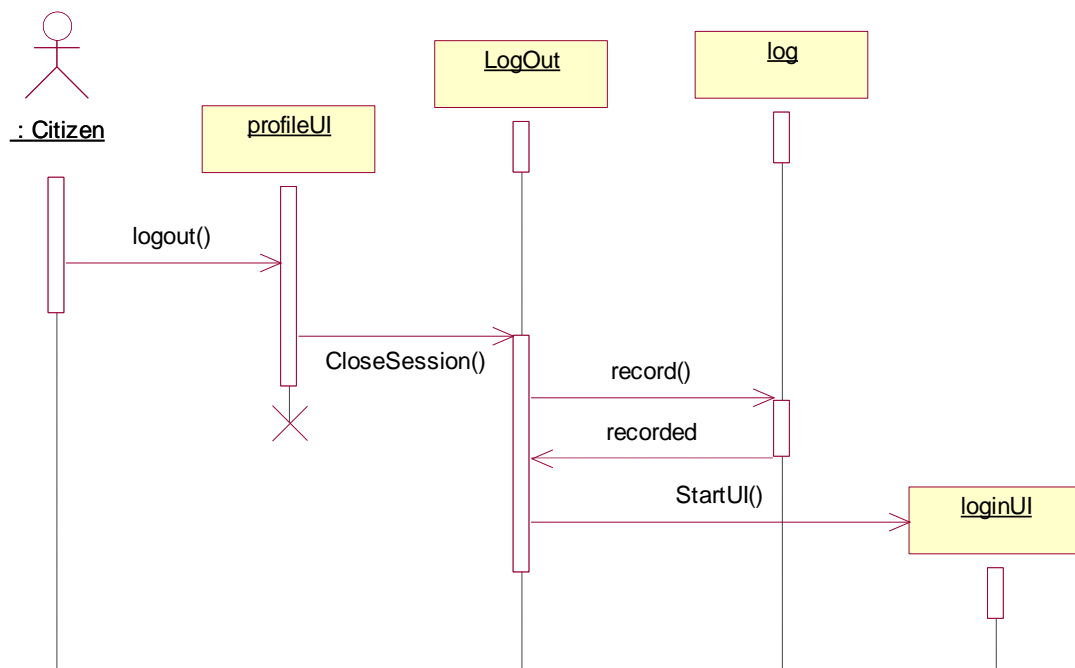 LogOut
log
profileUI
: Citizen
logout()
CloseSession()
record()
recorded
StartUI()
loginUI